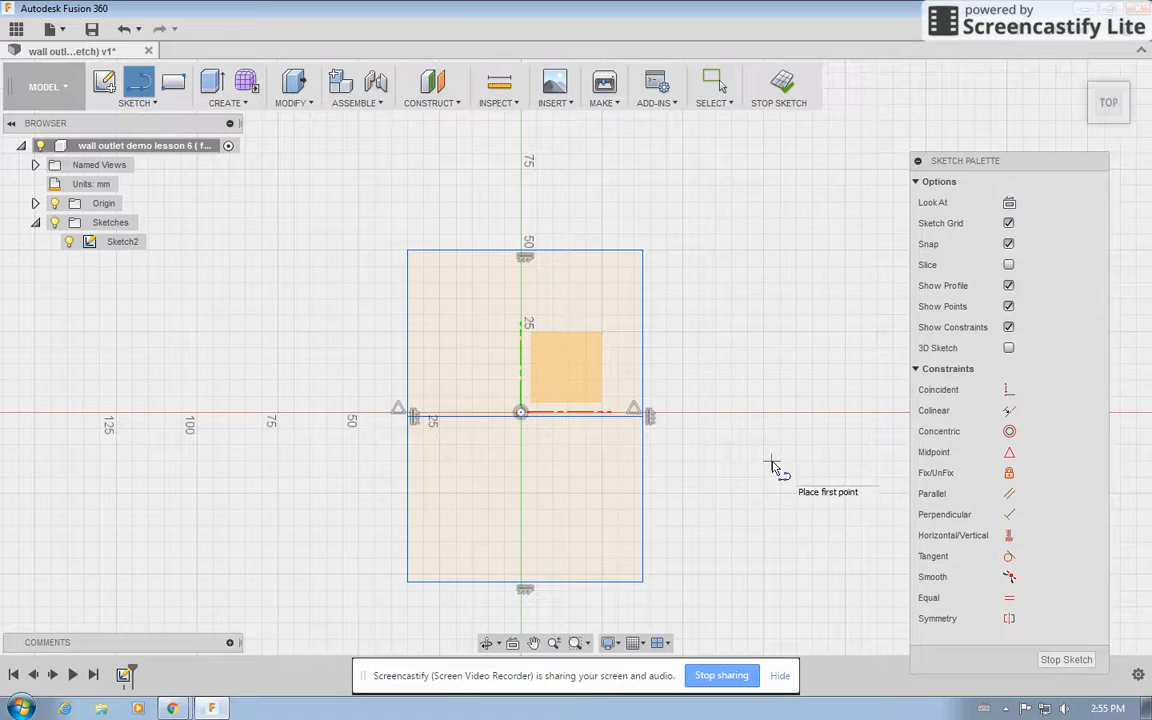 Autodesk Fusion 360
powered by
Screencastify Lite
wall outl...etch) v1*
MODEL
SKETCH
CREATE
MODIFY
ASSEMBLE
CONSTRUCT
INSPECT
INSERT
MAKE
ADD-INS
SELECT
STOP SKETCH
BROWSER
TOP
wall outlet demo lesson 6 ( f...
Named Views
Units: mm
Origin
Sketches
Sketch2
75
50
25
125
100
75
50
25
25
50
75
100
SKETCH PALETTE
Options
Look At
Sketch Grid
Snap
Slice
Show Profile
Show Points
Show Constraints
3D Sketch
Constraints
Coincident
Colinear
Concentric
Midpoint
Fix/UnFix
Parallel
Perpendicular
Horizontal/Vertical
Tangent
Smooth
Equal
Symmetry
Stop Sketch
Place first point
COMMENTS
Screencastify (Screen Video Recorder) is sharing your screen and audio.
Stop sharing
Hide
2:55 PM